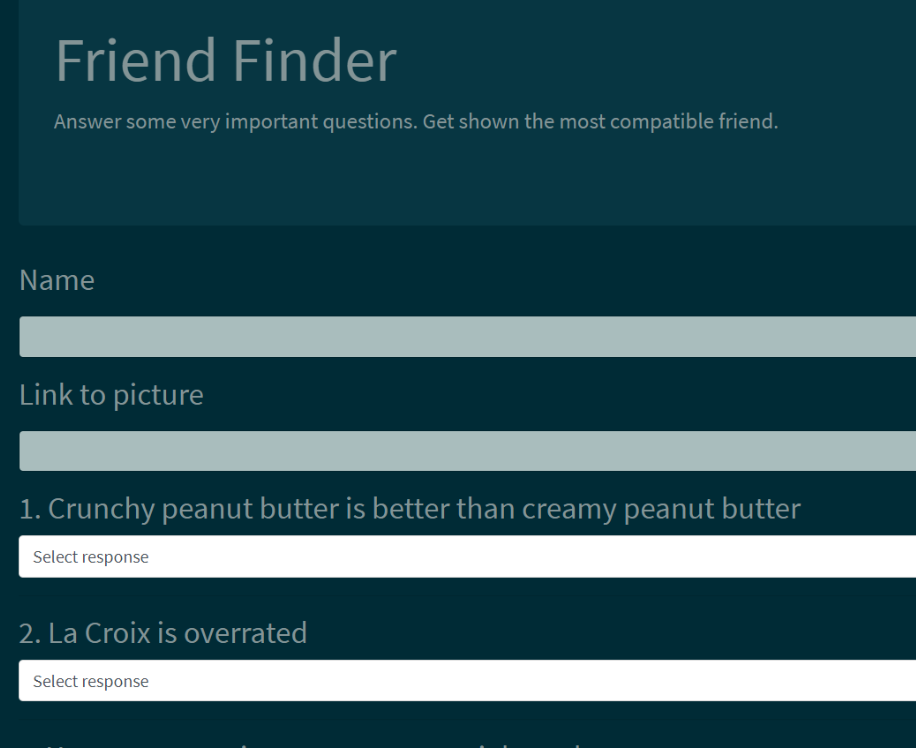 Friend Finder
Answer some very important questions. Get shown the most compatible friend.
Name
Link to picture
1. Crunchy peanut butter is better than creamy peanut butter
Select response
2. La Croix is overrated
Select response